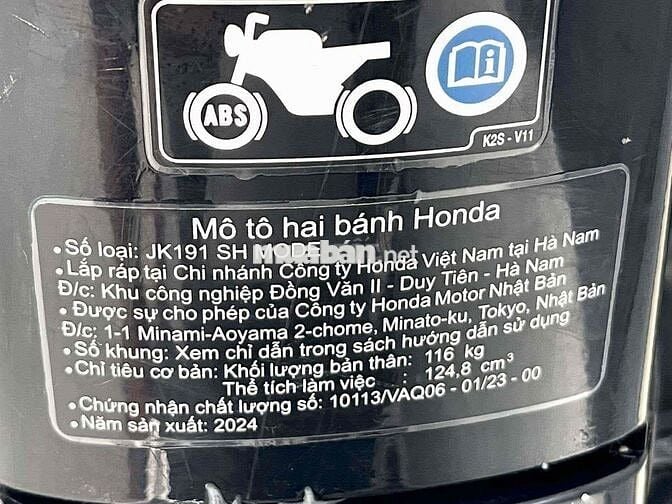 ABS
K2S - V11
Mô tô hai bánh Honda
•Số loại: JK191 SH MODE
•Lắp ráp tại Chi nhánh Công ty Honda Việt Nam tại Hà Nam
Đ/c: Khu công nghiệp Đồng Văn II - Duy Tiên - Hà Nam
•Được sự cho phép của Công ty Honda Motor Nhật Bản
Đ/c: 1-1 Minami-Aoyama 2-chome, Minato-ku, Tokyo, Nhật Bản
•Số khung: Xem chỉ dẫn trong sách hướng dẫn sử dụng
•Chỉ tiêu cơ bản: Khối lượng bản thân: 116 kg
Thể tích làm việc : 124,8 cm³
•Chứng nhận chất lượng số: 10113/VAQ06 - 01/23 - 00
•Năm sản xuất: 2024